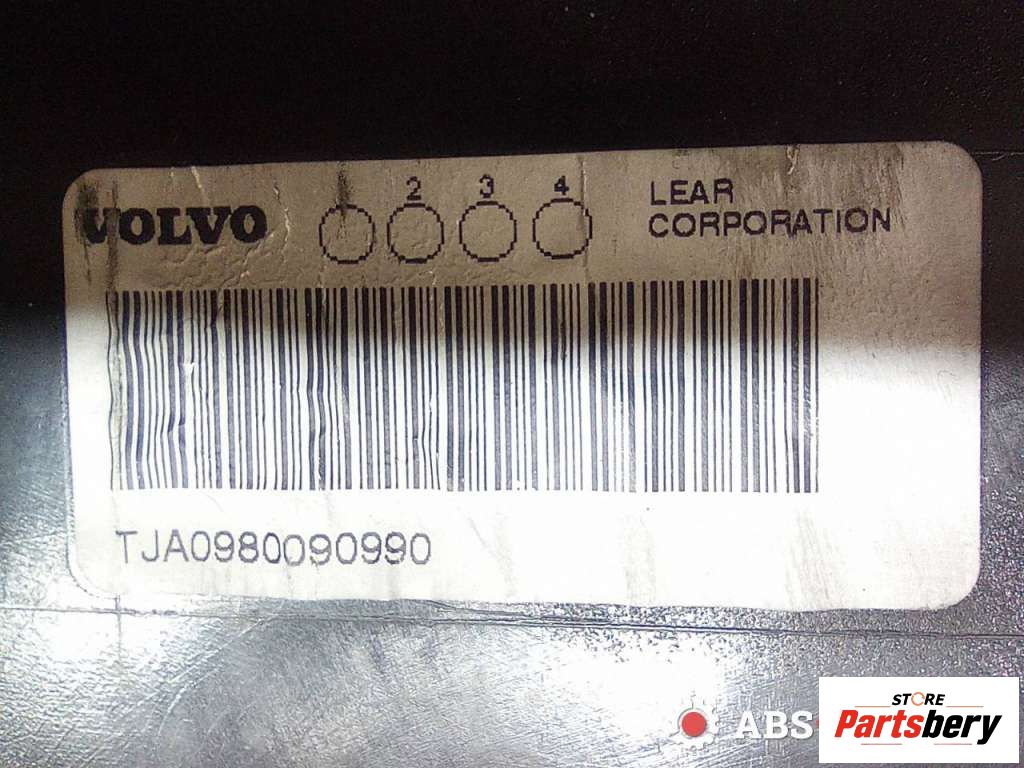 VOLVO
2 3 4
LEAR
CORPORATION
TJA0980090990
ABS
STORE
Partsbery